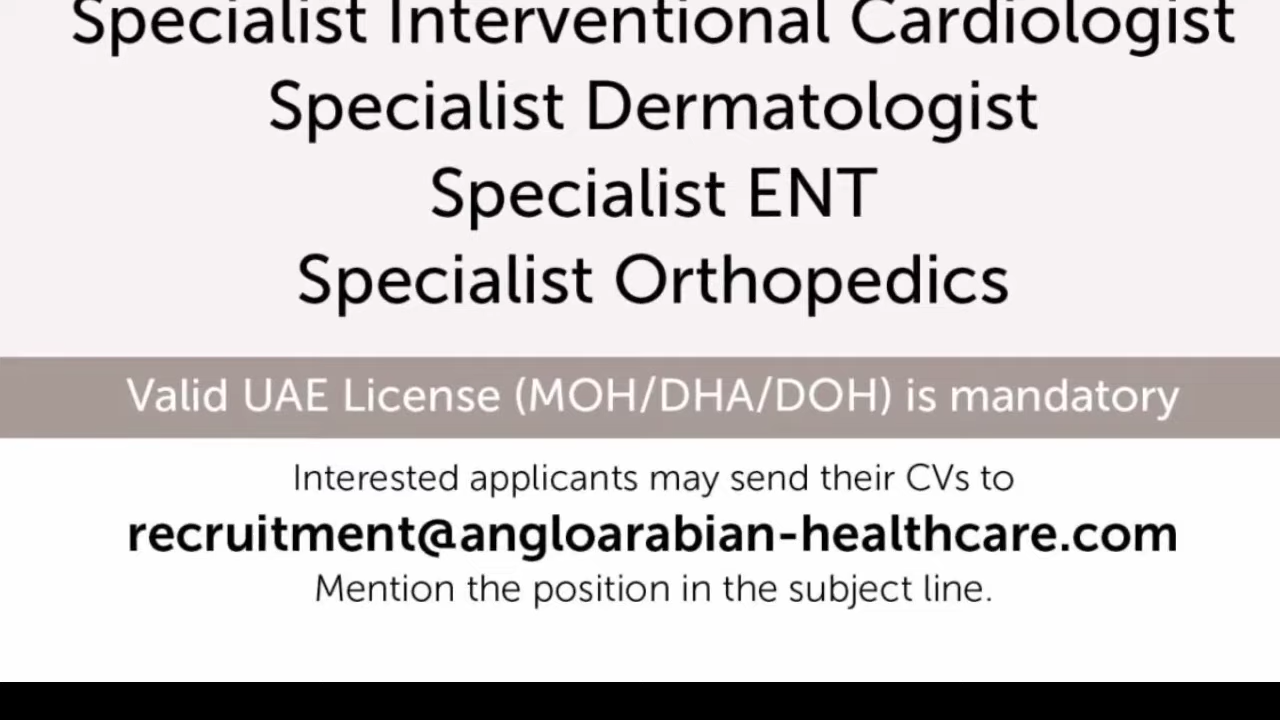 Specialist Interventional Cardiologist
Specialist Dermatologist
Specialist ENT
Specialist Orthopedics
Valid UAE License (MOH/DHA/DOH) is mandatory
Interested applicants may send their CVs to
recruitment@angloarabian-healthcare.com
Mention the position in the subject line.